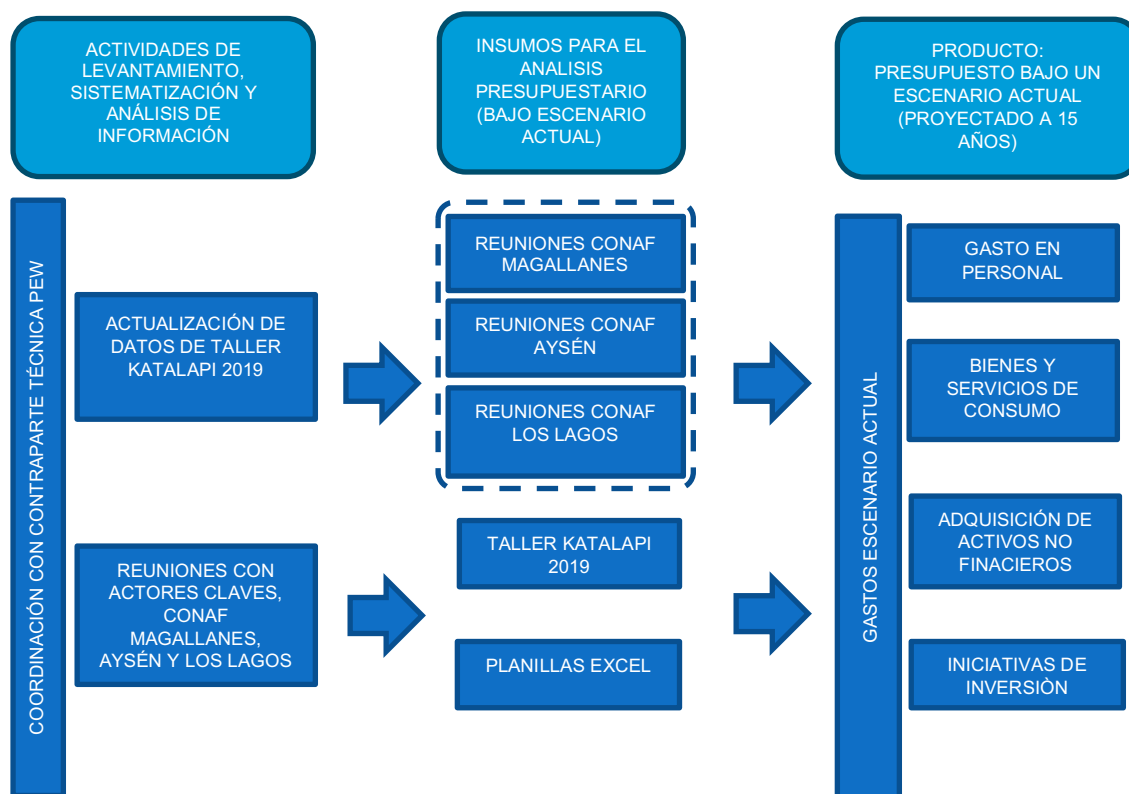 ACTIVIDADES DE
LEVANTAMIENTO,
SISTEMATIZACIÓN Y
ANÁLISIS DE
INFORMACIÓN
INSUMOS PARA EL
ANALISIS
PRESUPUESTARIO
(BAJO ESCENARIO
ACTUAL)
PRODUCTO:
PRESUPUESTO BAJO UN
ESCENARIO ACTUAL
(PROYECTADO A 15
AÑOS)
COORDINACIÓN CON CONTRAPARTE TÉCNICA PEW
ACTUALIZACIÓN DE
DATOS DE TALLER
KATALAPI 2019
REUNIONES CON
ACTORES CLAVES,
CONAF
MAGALLANES,
AYSÉN Y LOS LAGOS
REUNIONES CONAF
MAGALLANES
REUNIONES CONAF
AYSÉN
REUNIONES CONAF
LOS LAGOS
TALLER KATALAPI
2019
PLANILLAS EXCEL
GASTOS ESCENARIO ACTUAL
GASTO EN
PERSONAL
BIENES Y
SERVICIOS DE
CONSUMO
ADQUISICIÓN DE
ACTIVOS NO
FINACIEROS
INICIATIVAS DE
INVERSIÒN